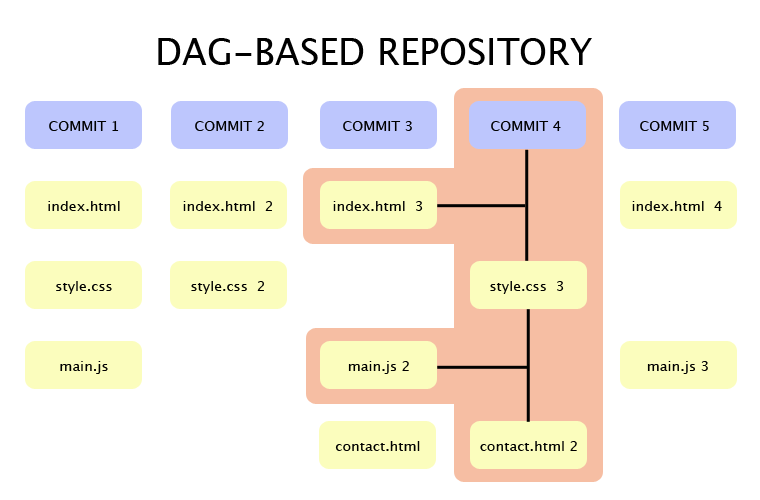 DAG-BASED REPOSITORY
COMMIT 1
COMMIT 2
COMMIT 3
COMMIT 4
COMMIT 5
index.html
index.html 2
index.html 3
index.html 4
style.css
style.css 2
style.css 3
main.js
main.js 2
main.js 3
contact.html
contact.html 2